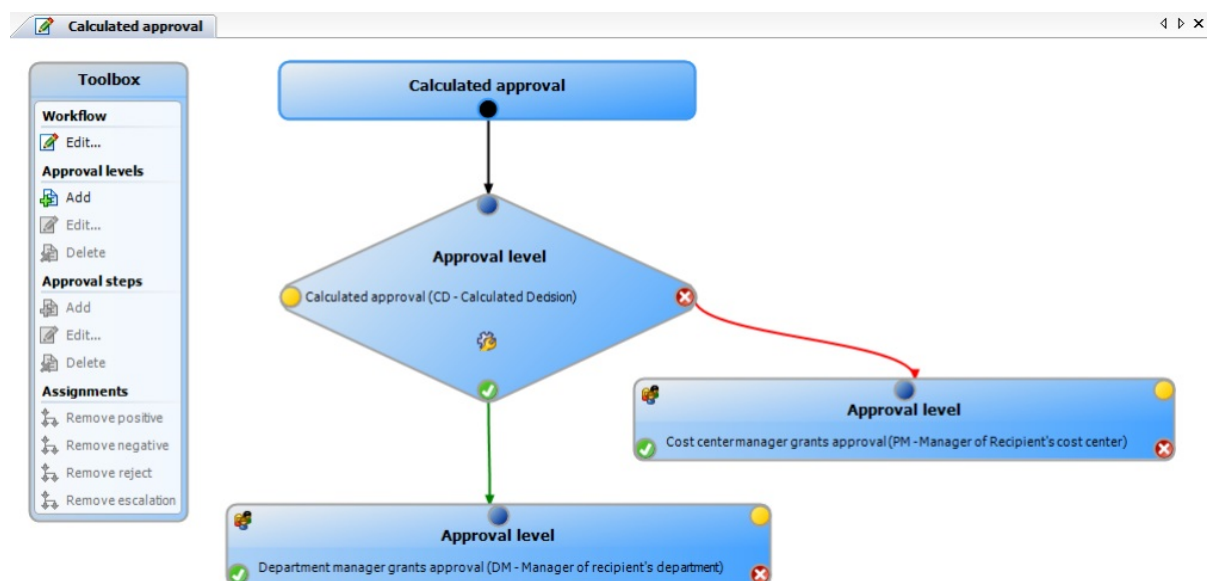 Calculated approval
Toolbox
Workflow
Edit...
Approval levels
Add
Edit...
Delete
Approval steps
Add
Edit...
Delete
Assignments
Remove positive
Remove negative
Remove reject
Remove escalation
Calculated approval
Approval level
Calculated approval (CD - Calculated Decision)
Approval level
Cost center manager grants approval (PM - Manager of Recipient's cost center)
Approval level
Department manager grants approval (DM - Manager of recipient's department)